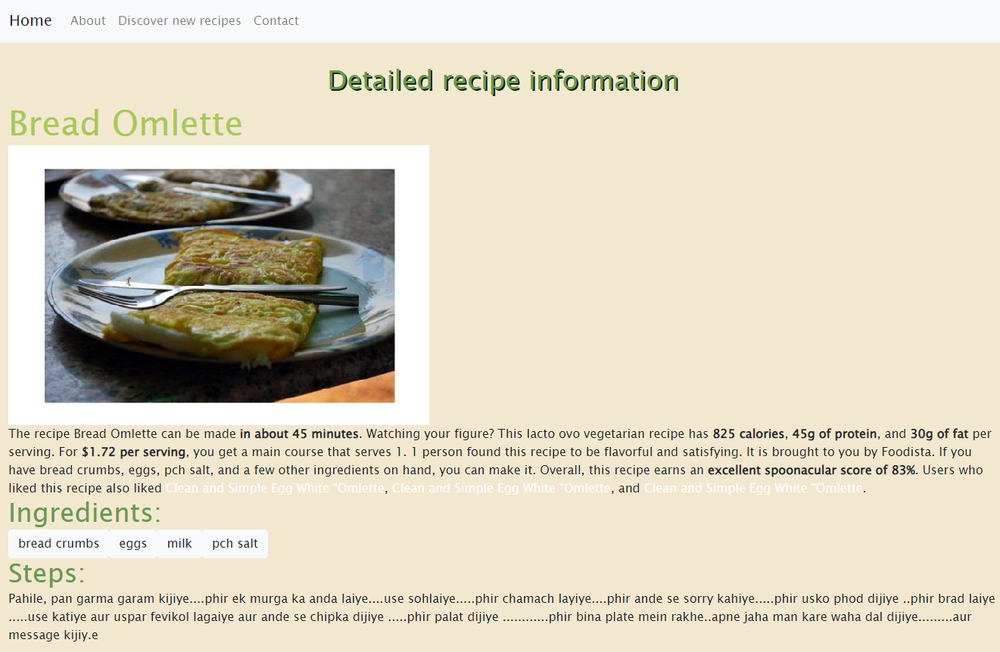 Home About Discover new recipes Contact
Detailed recipe information
Bread Omlette
The recipe Bread Omlette can be made in about 45 minutes. Watching your figure? This lacto ovo vegetarian recipe has 825 calories, 45g of protein, and 30g of fat per
serving. For $1.72 per serving, you get a main course that serves 1. 1 person found this recipe to be flavorful and satisfying. It is brought to you by Foodista. If you
have bread crumbs, eggs, pch salt, and a few other ingredients on hand, you can make it. Overall, this recipe earns an excellent spoonacular score of 83%. Users who
liked this recipe also liked Clean and Simple Egg White "Omlette, Clean and Simple Egg White "Omlette, and Clean and Simple Egg White "Omlette.
Ingredients:
bread crumbs eggs milk pch salt
Steps:
Pahile, pan garma garam kijiye....phir ek murga ka anda laiye....use sohlaiye.....phir chamach layiye....phir ande se sorry kahiye.....phir usko phod dijiye ..phir brad laiye
.....use katiye aur uspar fevikol lagaiye aur ande se chipka dijiye .....phir palat dijiye ............phir bina plate mein rakhe..apne jaha man kare waha dal dijiye.........aur
message kijiy.e